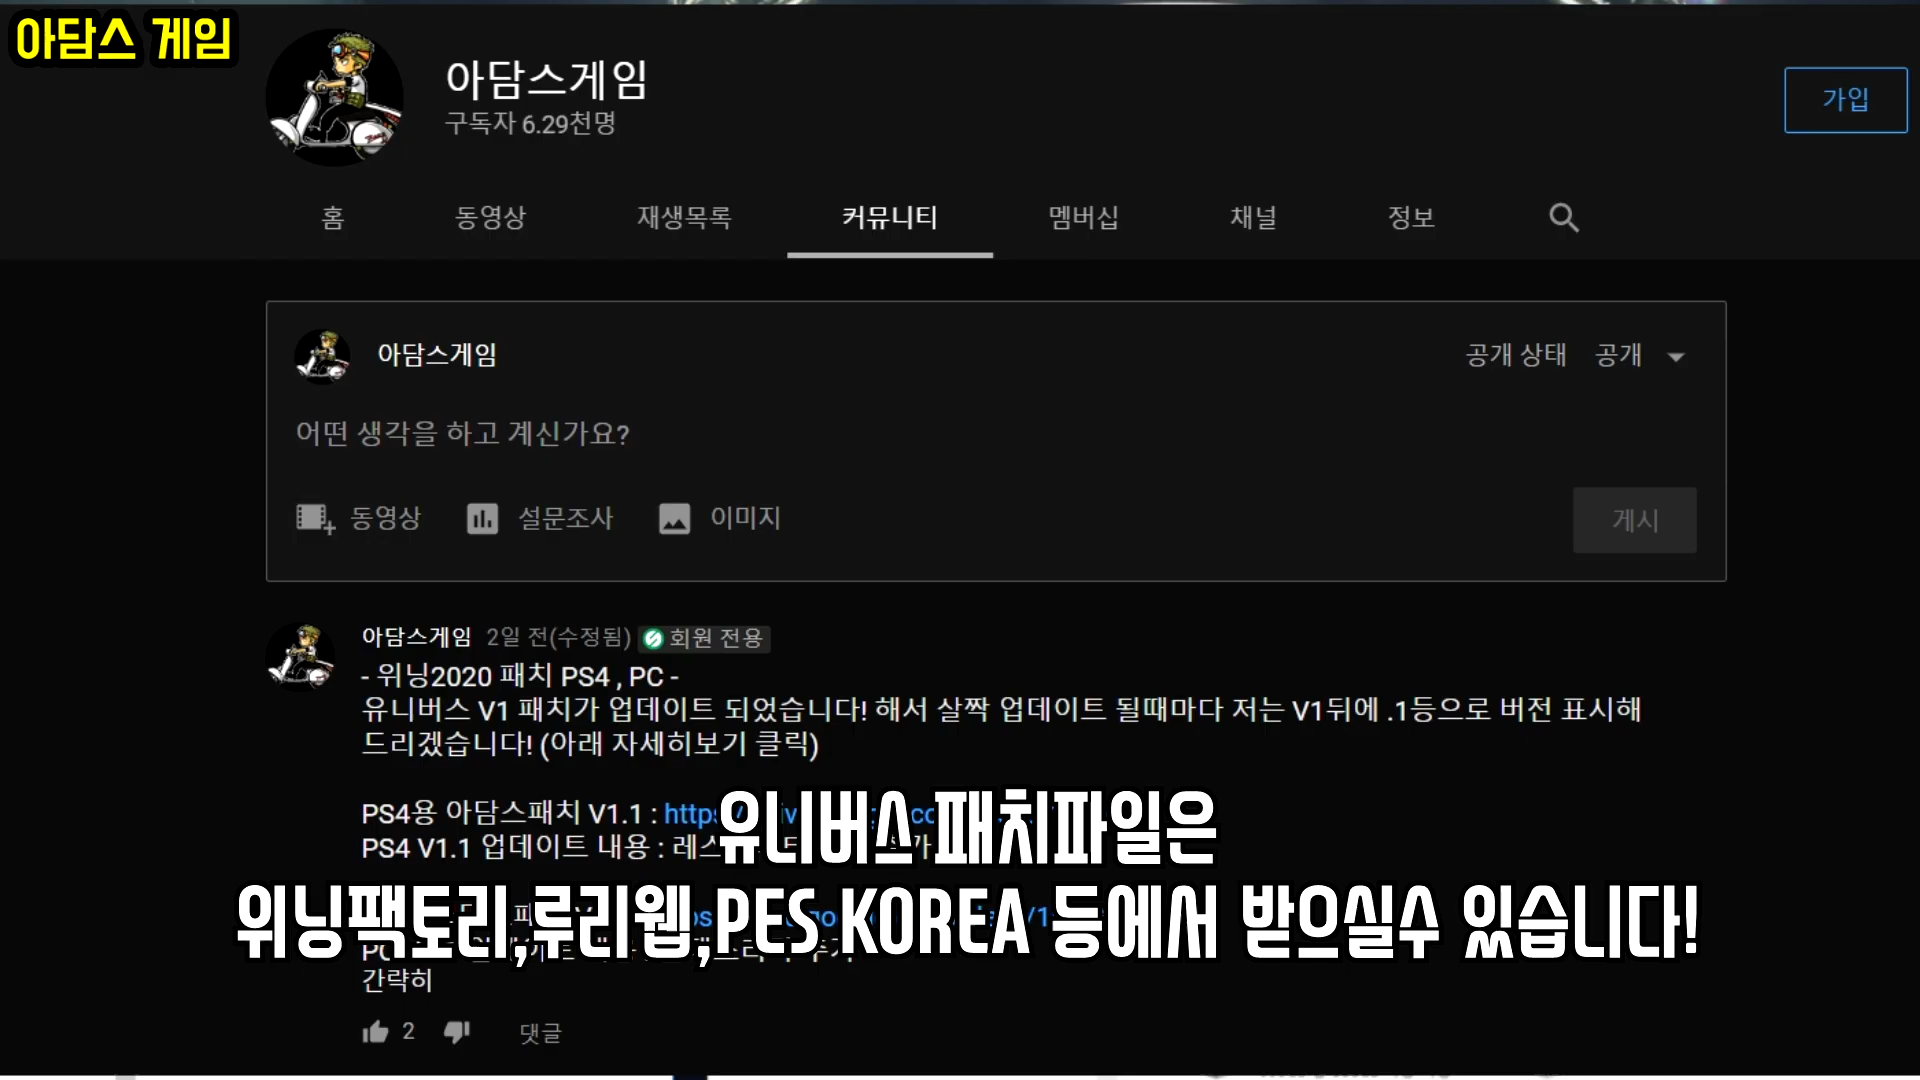 아담스 게임
아담스게임
구독자 6.29천명
가입
홈 동영상 재생목록 커뮤니티 멤버십 채널 정보
아담스게임
공개 상태 공개
어떤 생각을 하고 계신가요?
동영상 설문조사 이미지
게시
아담스게임 2일 전(수정됨) 회원 전용
- 위닝2020 패치 PS4 , PC -
유니버스 V1 패치가 업데이트 되었습니다! 해서 살짝 업데이트 될때마다 저는 V1뒤에 .1등으로 버전 표시해
드리겠습니다! (아래 자세히보기 클릭)
PS4용 아담스패치 V1.1 :
PS4 V1.1 업데이트 내용 :
유니버스 패치파일은
위닝팩토리,루리웹,PES KOREA 등에서 받으실수 있습니다!
간략히
2 댓글